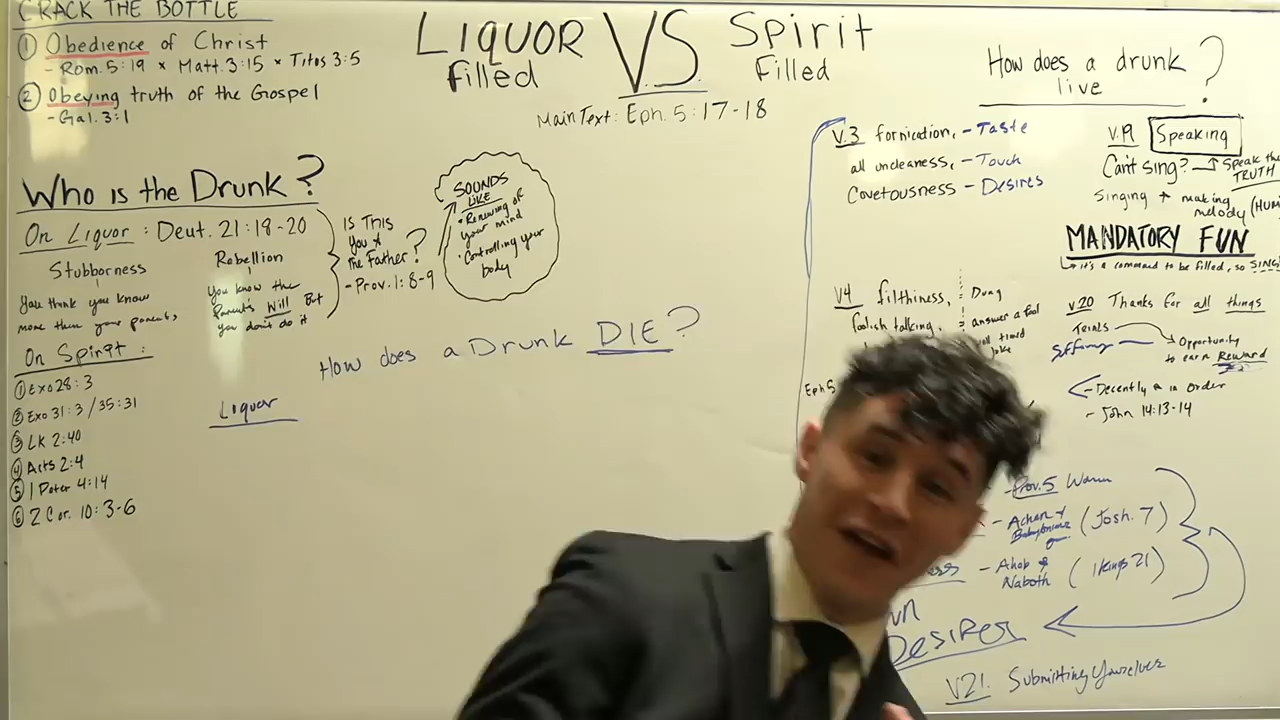 CRACK THE BOTTLE
① Obedience of Christ
- Rom. 5:19 × Matt. 3:15 × Titos 3:5
② Obeying truth of the Gospel
- Gal. 3:1
LIQUOR VS Spirit
filled Filled
Main Text: Eph. 5:17-18
Who is the Drunk?
On Liquor: Deut. 21:18-20
Stubborness
You think you know
more then your parents,
Rebellion
You know the
Parent's Will But
you don't do it
Is This
You &
The Father?
- Prov. 1:8-9
SOUNDS
LIKE
• Renewing of
your mind
• Controlling your
body
On Spirit:
① Exo 28:3
② Exo 31:3 / 35:31
③ LK 2:40
④ Acts 2:4
⑤ 1 Peter 4:14
⑥ 2 Cor. 10:3-6
How does a Drunk DIE?
Liquor
How does a drunk
live ?
V.3 fornication, - Taste
all uncleaness, - Touch
Covetousness - Desires
V4 filthiness, = Dung
foolish talking, = answer a fool
joke
Eph 5
V.19 Speaking
Can't Sing? → Speak the
TRUTH
Singing + making
melody (HUM
MANDATORY FUN
it's a command to be filled, so SING
V.20 Thanks for all things
Opportunity
to earn Reward
- Decently & in Order
- John 14:13-14
- Prov. 5 Warn
- Achan &
(Josh. 7)
- Ahab &
Naboth (1 Kings 21)
Desires
V21. Submitting Yourselves